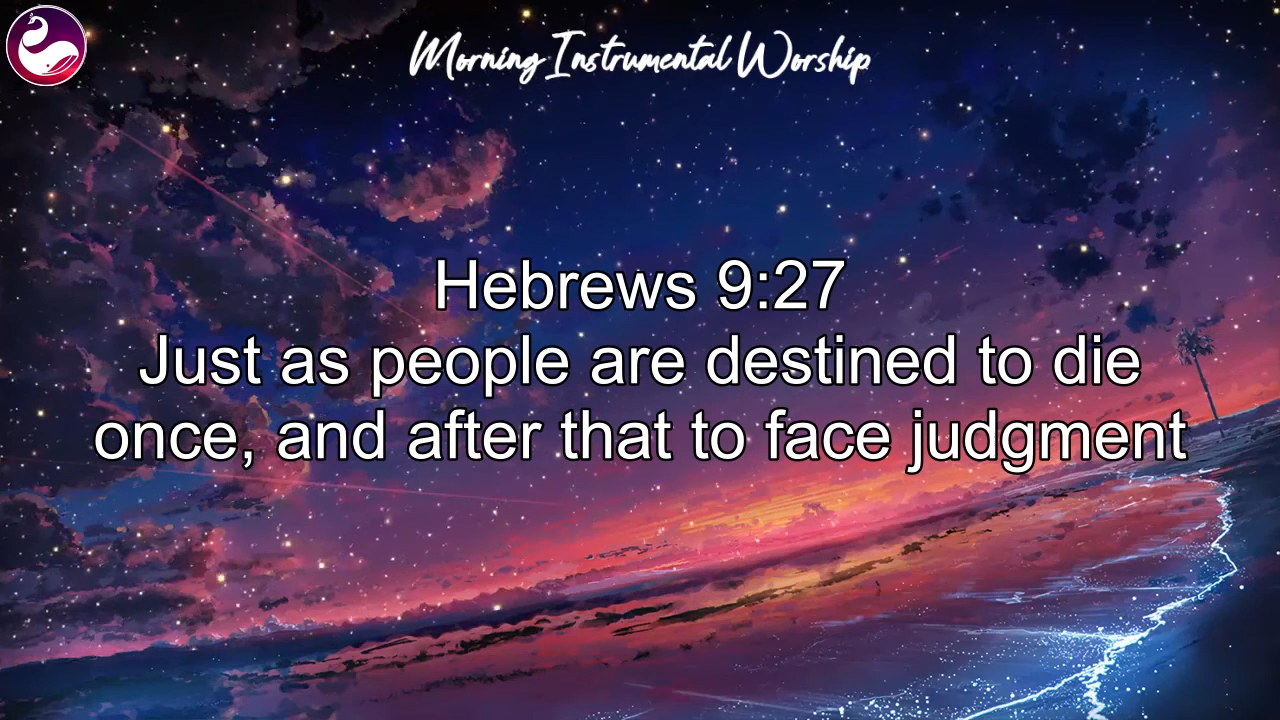 Morning Instrumental Worship
Hebrews 9:27
Just as people are destined to die
once, and after that to face judgment